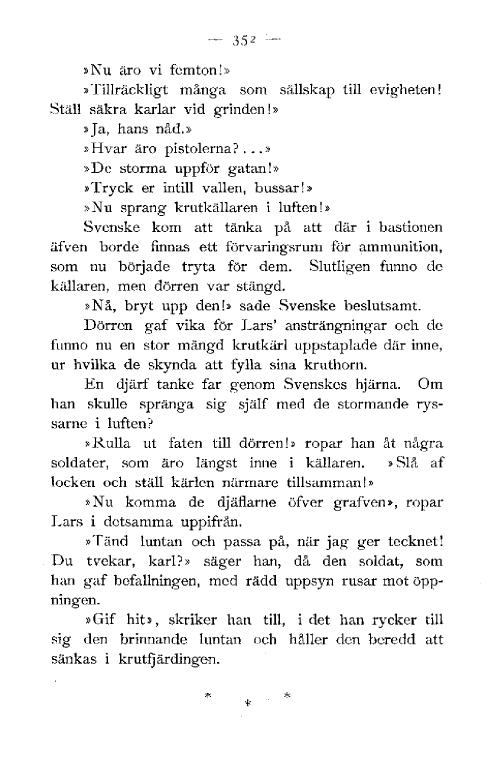 — 352 —
»Nu äro vi femton!»
»Tillräckligt många som sällskap till evigheten!
Ställ säkra karlar vid grinden!»
»Ja, hans nåd.»
»Hvar äro pistolerna? . . .»
»De storma uppför gatan!»
»Tryck er intill vallen, bussar!»
»Nu sprang krutkällaren i luften!»
Svenske kom att tänka på att där i bastionen
äfven borde finnas ett förvaringsrum för ammunition,
som nu började tryta för dem. Slutligen funno de
källaren, men dörren var stängd.
»Nå, bryt upp den!» sade Svenske beslutsamt.
Dörren gaf vika för Lars' ansträngningar och de
funno nu en stor mängd krutkärl uppstaplade där inne,
ur hvilka de skynda att fylla sina kruthorn.
En djärf tanke far genom Svenskes hjärna. Om
han skulle spränga sig själf med de stormande rys-
sarne i luften?
»Rulla ut faten till dörren!» ropar han åt några
soldater, som äro längst inne i källaren. »Slå af
locken och ställ kärlen närmare tillsamman!»
»Nu komma de djäflarne öfver grafven», ropar
Lars i detsamma uppifrån.
»Tänd luntan och passa på, när jag ger tecknet!
Du tvekar, karl?» säger han, då den soldat, som
han gaf befallningen, med rädd uppsyn rusar mot öpp-
ningen.
»Gif hit», skriker han till, i det han rycker till
sig den brinnande luntan och håller den beredd att
sänkas i krutfjärdingen.
* * *